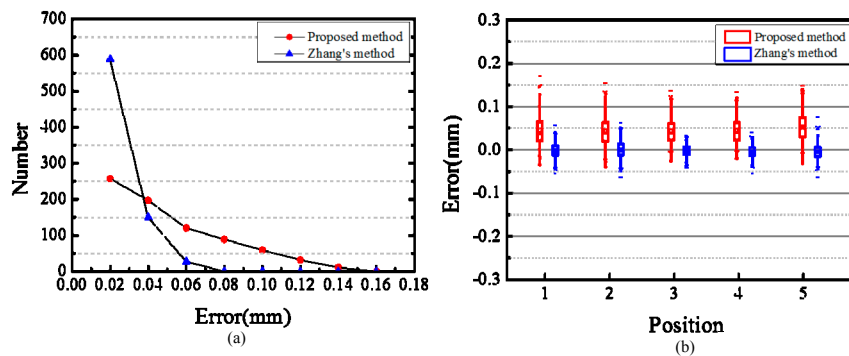 700
600
500
400
300
200
100
0
Number
0.00 0.02 0.04 0.06 0.08 0.10 0.12 0.14 0.16 0.18
Error(mm)
Proposed method
Zhang's method
(a)
0.3
0.2
0.1
0.0
-0.1
-0.2
-0.3
Error(mm)
1 2 3 4 5
Position
Proposed method
Zhang's method
(b)